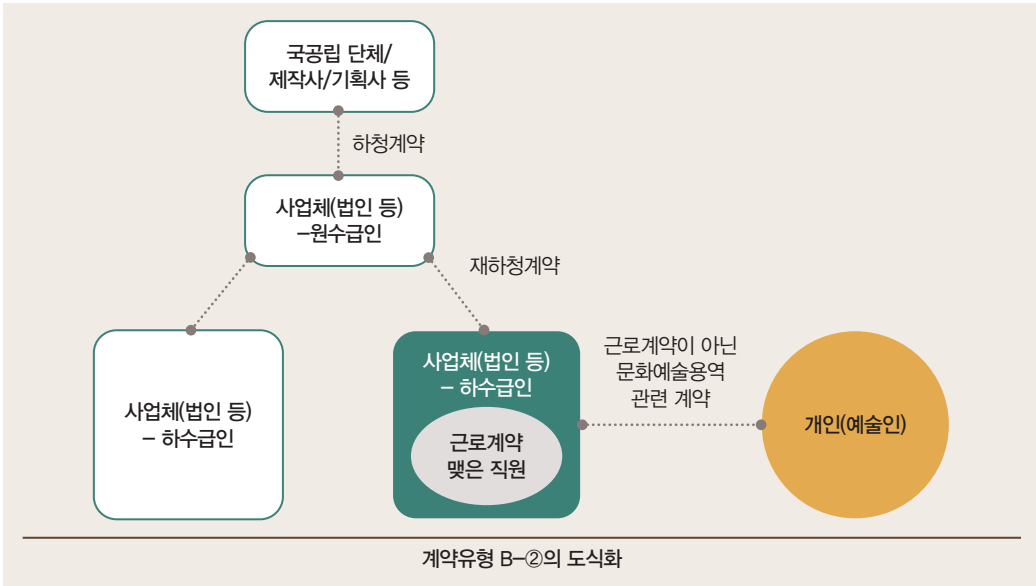 국공립 단체/
제작사/기획사 등
하청계약
사업체(법인 등)
–원수급인
재하청계약
사업체(법인 등)
– 하수급인
사업체(법인 등)
– 하수급인
근로계약
맺은 직원
근로계약이 아닌
문화예술용역
관련 계약
개인(예술인)
계약유형 B–②의 도식화